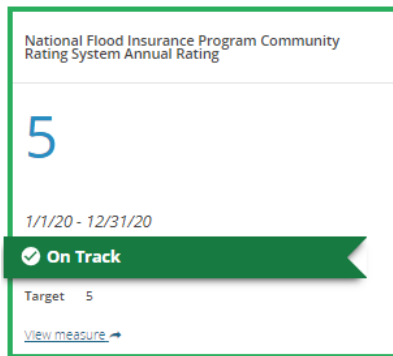 National Flood Insurance Program Community
Rating System Annual Rating
5
1/1/20 - 12/31/20
On Track
Target 5
View measure